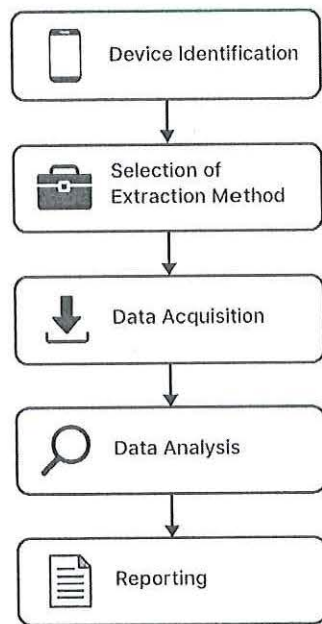 Device Identification
Selection of
Extraction Method
Data Acquisition
Data Analysis
Reporting